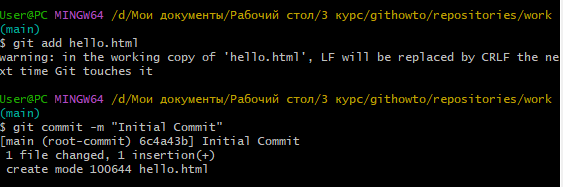 User@PC MINGW64 /d/Мои документы/Рабочий стол/3 курс/githowto/repositories/work
(main)
$ git add hello.html
warning: in the working copy of 'hello.html', LF will be replaced by CRLF the ne
xt time Git touches it
User@PC MINGW64 /d/Мои документы/Рабочий стол/3 курс/githowto/repositories/work
(main)
$ git commit -m "Initial Commit"
[main (root-commit) 6c4a43b] Initial Commit
1 file changed, 1 insertion(+)
create mode 100644 hello.html